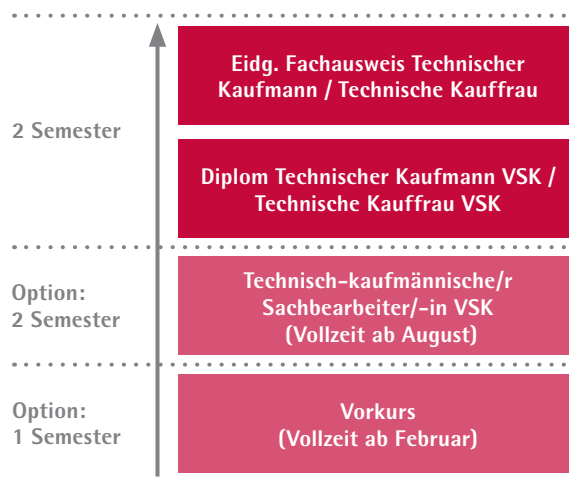 Eidg. Fachausweis Technischer
Kaufmann / Technische Kauffrau
2 Semester
Diplom Technischer Kaufmann VSK /
Technische Kauffrau VSK
Option:
2 Semester
Technisch-kaufmännische/r
Sachbearbeiter/-in VSK
(Vollzeit ab August)
Option:
1 Semester
Vorkurs
(Vollzeit ab Februar)